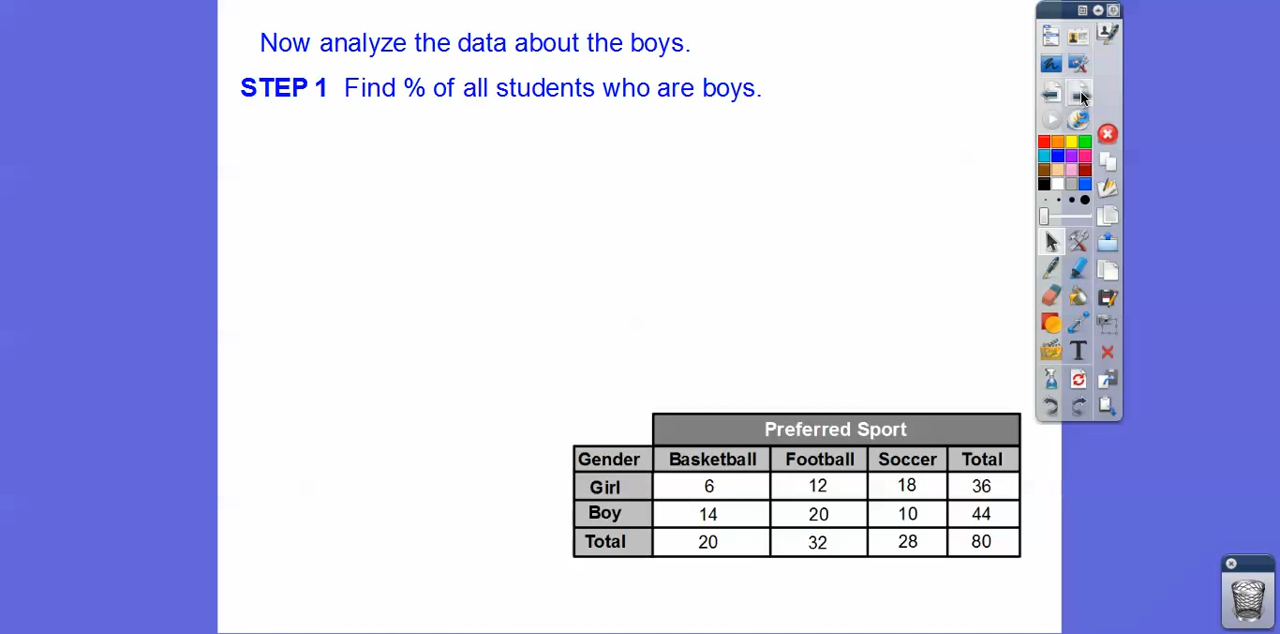 Now analyze the data about the boys.
STEP 1 Find % of all students who are boys.
Preferred Sport
Gender Basketball Football Soccer Total
Girl 6 12 18 36
Boy 14 20 10 44
Total 20 32 28 80
T